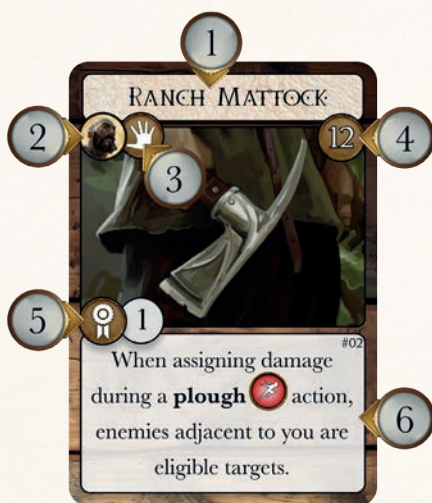 1
RANCH MATTOCK
2
12
4
3
5
1
#02
When assigning damage
during a plough action,
enemies adjacent to you are
eligible targets.
6